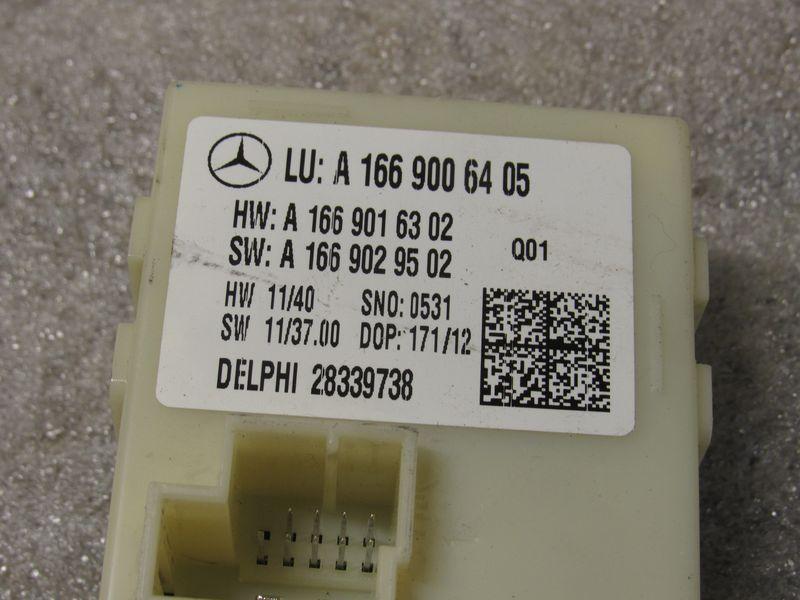 LU: A 166 900 64 05
HW: A 166 901 63 02
SW: A 166 902 95 02
Q01
HW 11/40 SNO: 0531
SW 11/37.00 DOP: 171/12
DELPHI 28339738